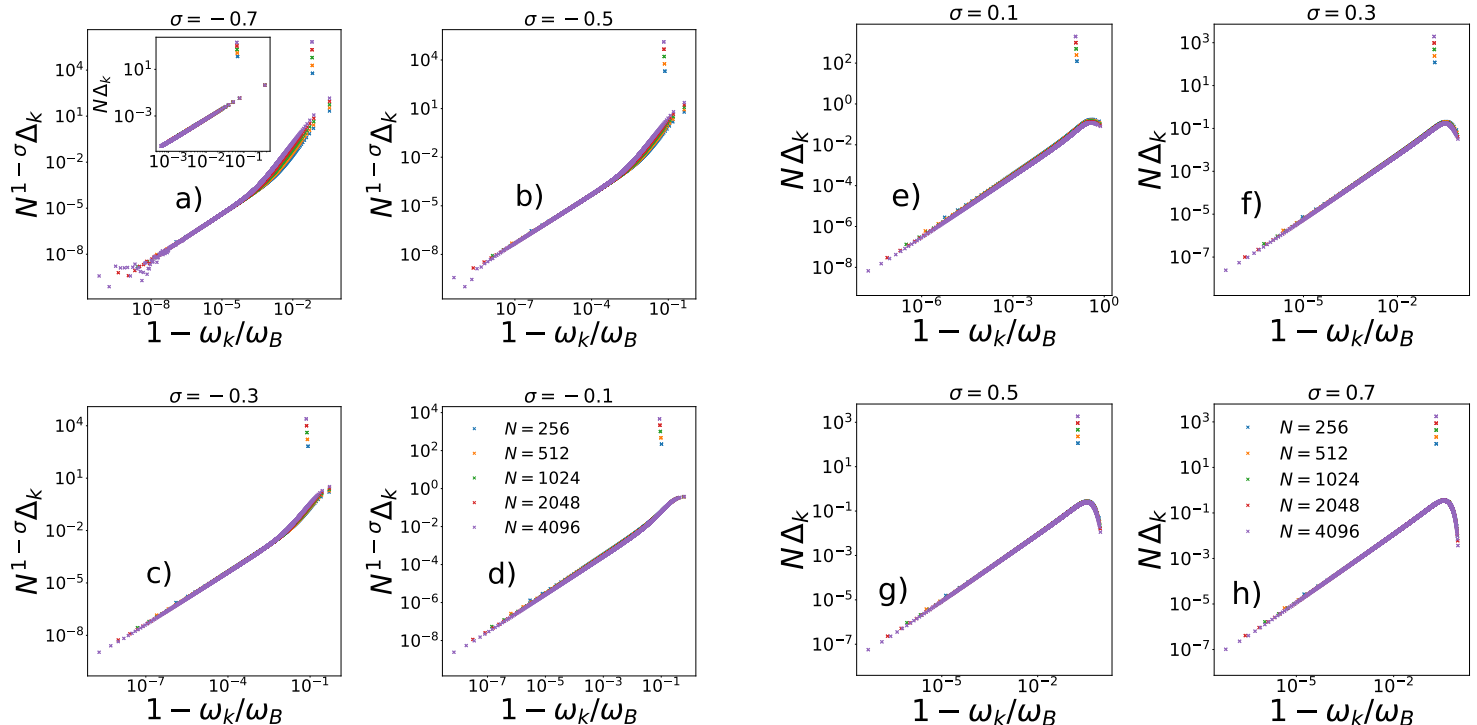 σ = −0.7
N^{1−σ}Δ_k
10^4
10^1
10^{−2}
10^{−5}
10^{−8}
NΔ_k
10^1
10^{−3}
10^{−3} 10^{−2} 10^{−1}
a)
10^{−8} 10^{−5} 10^{−2}
1 − ω_k/ω_B
σ = −0.5
N^{1−σ}Δ_k
10^4
10^1
10^{−2}
10^{−5}
10^{−8}
b)
10^{−7} 10^{−4} 10^{−1}
1 − ω_k/ω_B
σ = 0.1
NΔ_k
10^2
10^0
10^{−2}
10^{−4}
10^{−6}
10^{−8}
e)
10^{−6} 10^{−3} 10^0
1 − ω_k/ω_B
σ = 0.3
NΔ_k
10^3
10^1
10^{−1}
10^{−3}
10^{−5}
10^{−7}
f)
10^{−5} 10^{−2}
1 − ω_k/ω_B
σ = −0.3
N^{1−σ}Δ_k
10^4
10^1
10^{−2}
10^{−5}
10^{−8}
c)
10^{−7} 10^{−4} 10^{−1}
1 − ω_k/ω_B
σ = −0.1
N^{1−σ}Δ_k
10^4
10^2
10^0
10^{−2}
10^{−4}
10^{−6}
10^{−8}
N = 256
N = 512
N = 1024
N = 2048
N = 4096
d)
10^{−7} 10^{−5} 10^{−3} 10^{−1}
1 − ω_k/ω_B
σ = 0.5
NΔ_k
10^3
10^1
10^{−1}
10^{−3}
10^{−5}
10^{−7}
g)
10^{−5} 10^{−2}
1 − ω_k/ω_B
σ = 0.7
NΔ_k
10^3
10^1
10^{−1}
10^{−3}
10^{−5}
10^{−7}
N = 256
N = 512
N = 1024
N = 2048
N = 4096
h)
10^{−5} 10^{−2}
1 − ω_k/ω_B